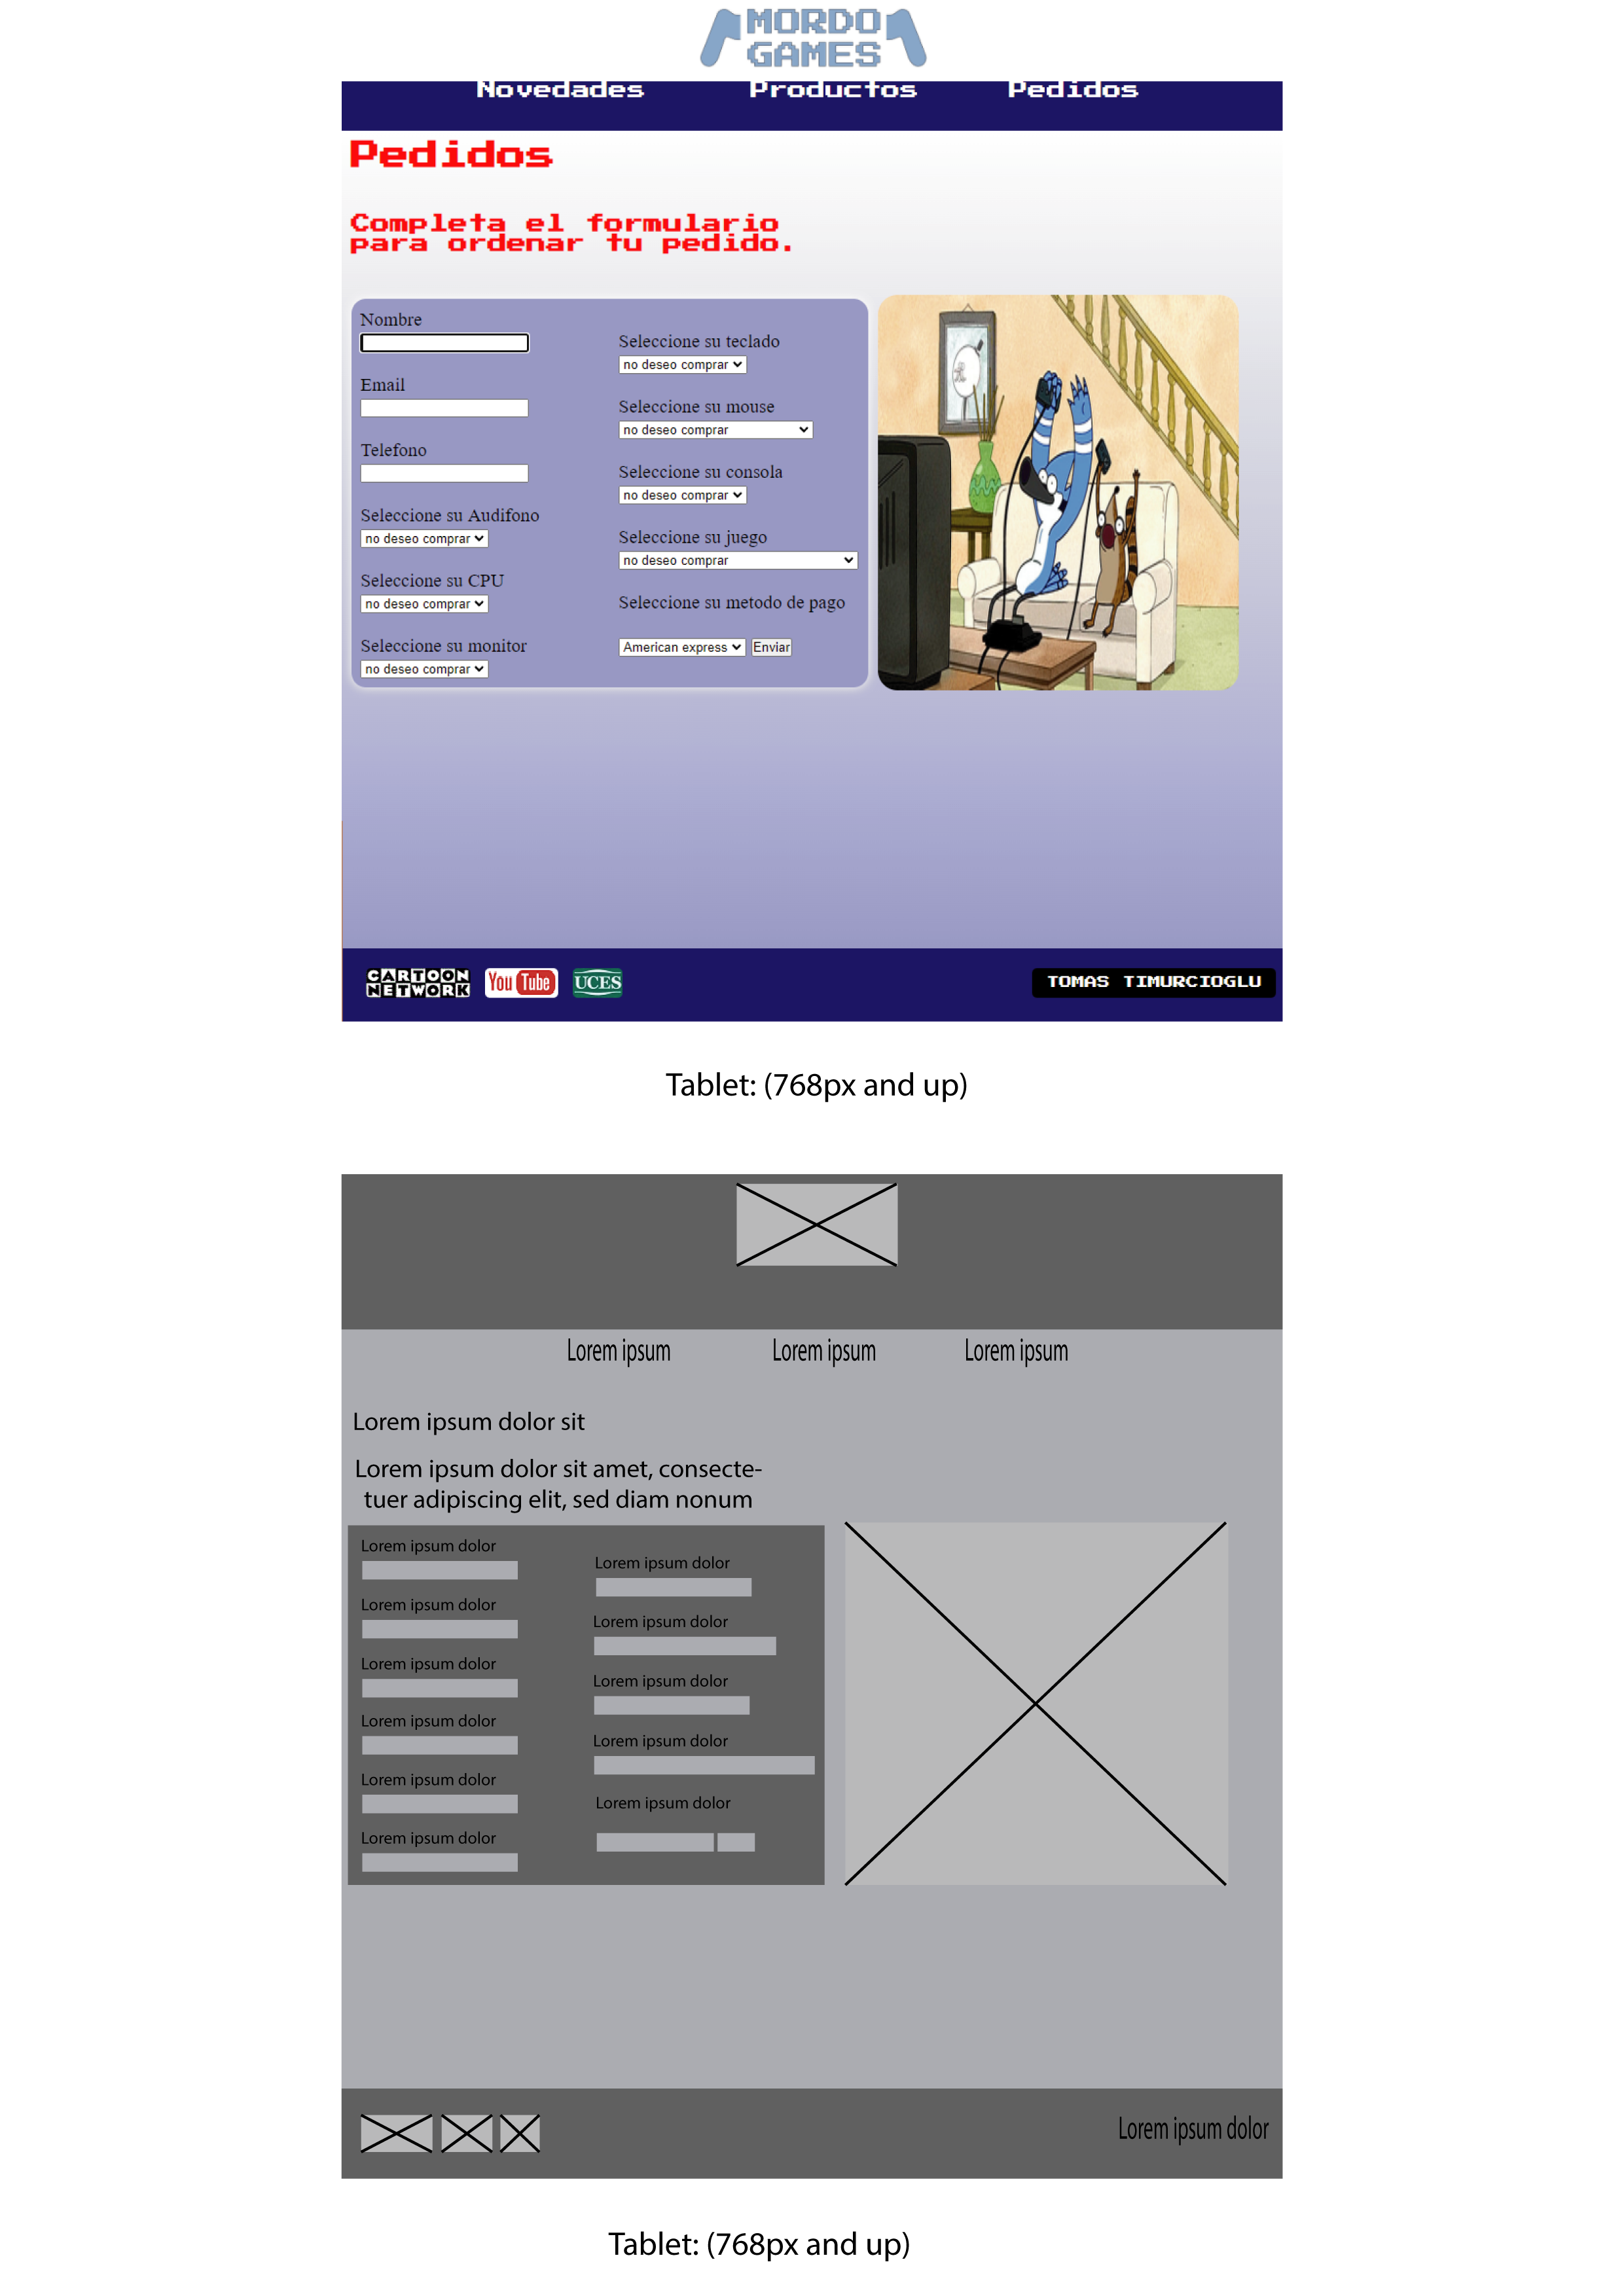 MORDO
GAMES
Novedades Productos Pedidos
Pedidos
Completa el formulario
para ordenar tu pedido.
Nombre
Email
Telefono
Seleccione su Audifono
no deseo comprar
Seleccione su CPU
no deseo comprar
Seleccione su monitor
no deseo comprar
Seleccione su teclado
no deseo comprar
Seleccione su mouse
no deseo comprar
Seleccione su consola
no deseo comprar
Seleccione su juego
no deseo comprar
Seleccione su metodo de pago
American express Enviar
CARTOON
NETWORK
You Tube
UCES
TOMAS TIMURCIOGLU
Tablet: (768px and up)
Lorem ipsum Lorem ipsum Lorem ipsum
Lorem ipsum dolor sit
Lorem ipsum dolor sit amet, consecte-
tuer adipiscing elit, sed diam nonum
Lorem ipsum dolor
Lorem ipsum dolor
Lorem ipsum dolor
Lorem ipsum dolor
Lorem ipsum dolor
Lorem ipsum dolor
Lorem ipsum dolor
Lorem ipsum dolor
Lorem ipsum dolor
Lorem ipsum dolor
Lorem ipsum dolor
Lorem ipsum dolor
Tablet: (768px and up)